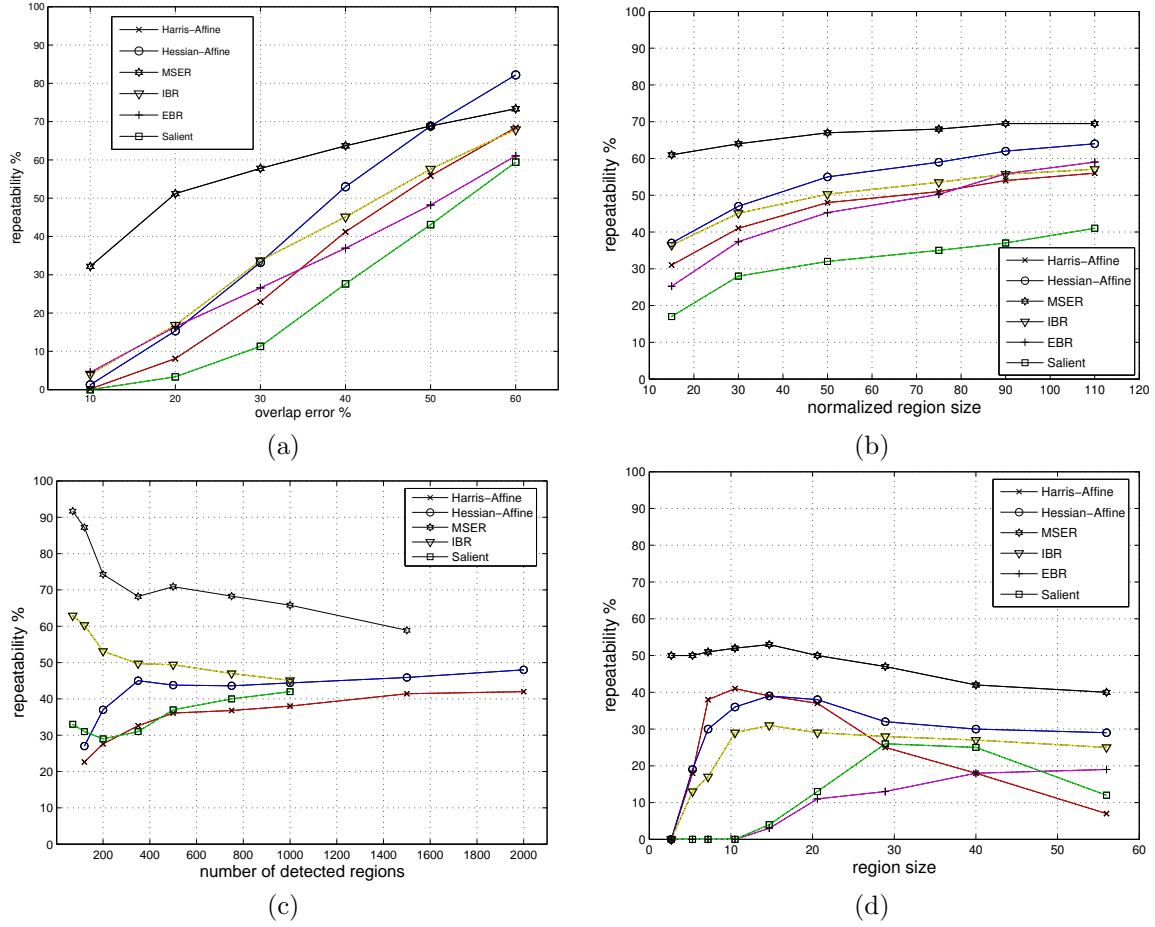 100
90
80
70
60
50
40
30
20
10
0
repeatability %
10 20 30 40 50 60
overlap error %
Harris−Affine
Hessian−Affine
MSER
IBR
EBR
Salient
(a)
100
90
80
70
60
50
40
30
20
10
0
repeatability %
10 20 30 40 50 60 70 80 90 100 110 120
normalized region size
Harris−Affine
Hessian−Affine
MSER
IBR
EBR
Salient
(b)
100
90
80
70
60
50
40
30
20
10
0
repeatability %
200 400 600 800 1000 1200 1400 1600 1800 2000
number of detected regions
Harris−Affine
Hessian−Affine
MSER
IBR
Salient
(c)
100
90
80
70
60
50
40
30
20
10
0
repeatability %
0 10 20 30 40 50 60
region size
Harris−Affine
Hessian−Affine
MSER
IBR
EBR
Salient
(d)